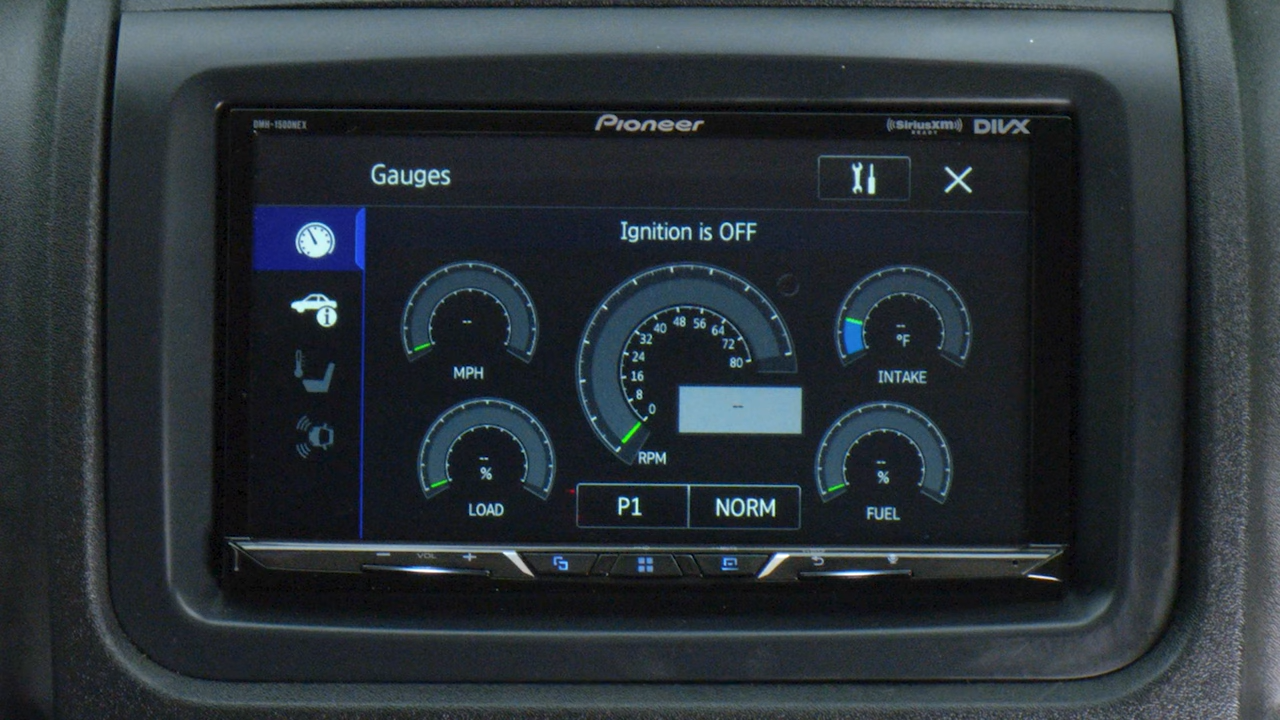 DMH-1500NEX
Pioneer
SiriusXM
READY
DIVX
Gauges
Ignition is OFF
--
MPH
0
8
16
24
32
40
48
56
64
72
80
--
RPM
--
°F
INTAKE
--
%
LOAD
--
%
FUEL
P1
NORM
- VOL +